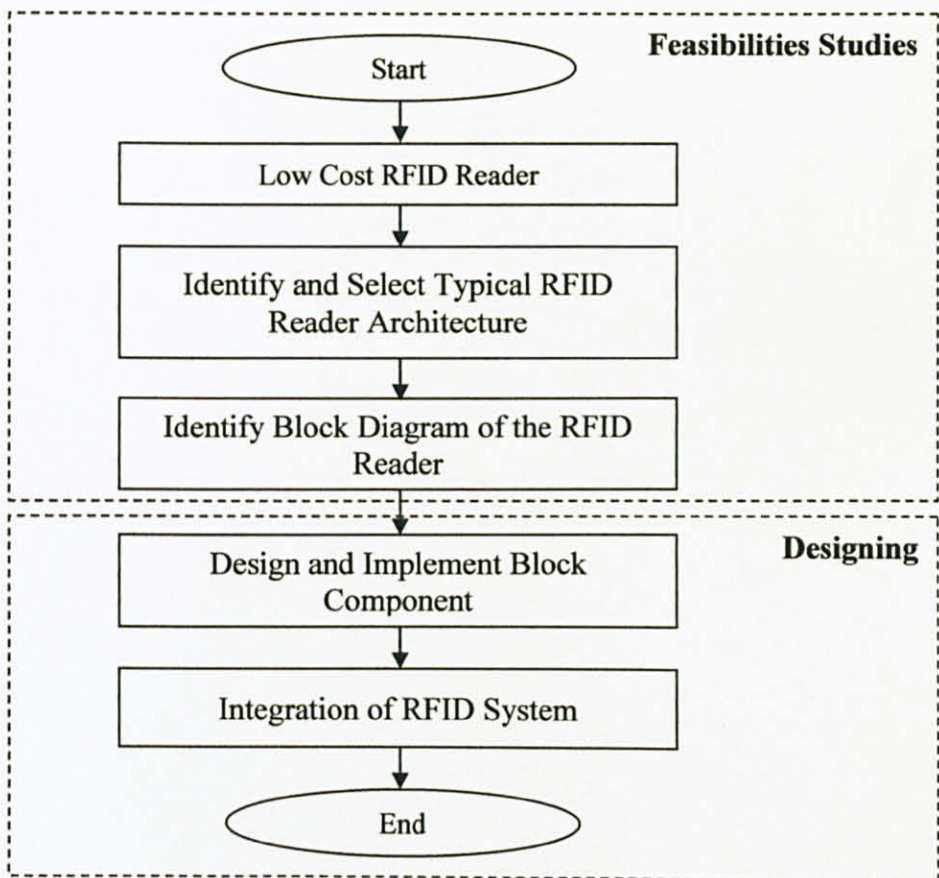 Feasibilities Studies
Start
Low Cost RFID Reader
Identify and Select Typical RFID
Reader Architecture
Identify Block Diagram of the RFID
Reader
Designing
Design and Implement Block
Component
Integration of RFID System
End